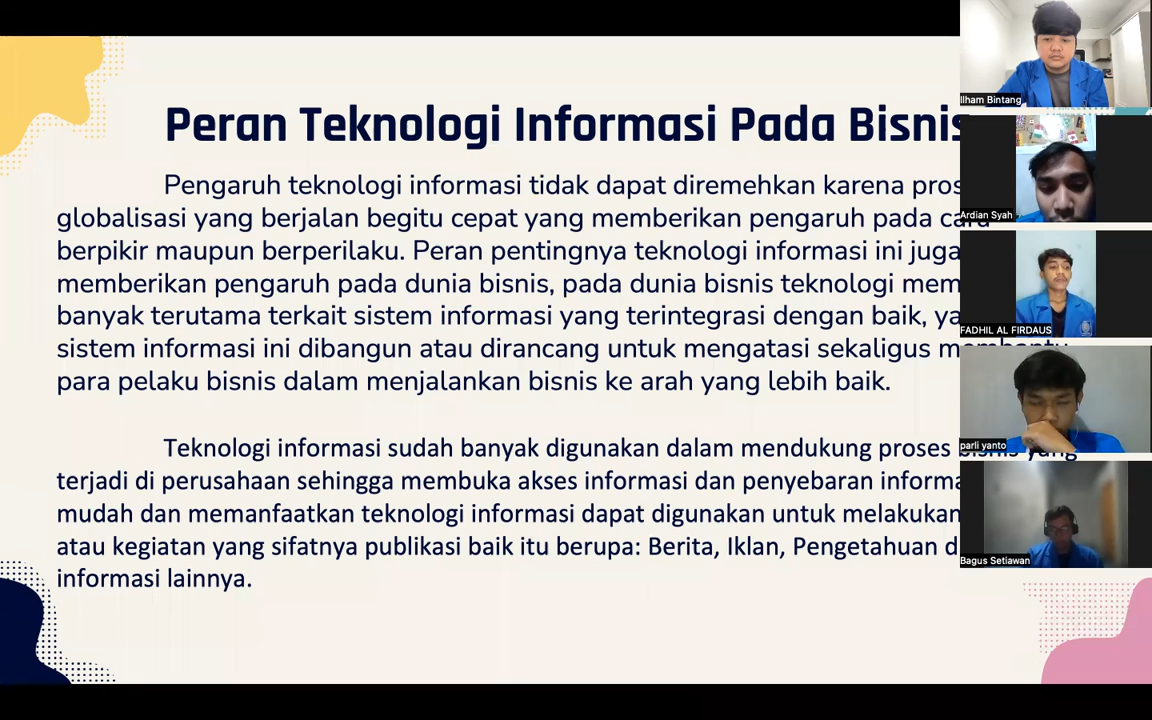 Peran Teknologi Informasi Pada Bisnis
Pengaruh teknologi informasi tidak dapat diremehkan karena
globalisasi yang berjalan begitu cepat yang memberikan pengaruh pada cara
berpikir maupun berperilaku. Peran pentingnya teknologi informasi ini juga
memberikan pengaruh pada dunia bisnis, pada dunia bisnis teknologi
banyak terutama terkait sistem informasi yang terintegrasi dengan baik,
sistem informasi ini dibangun atau dirancang untuk mengatasi sekaligus membantu
para pelaku bisnis dalam menjalankan bisnis ke arah yang lebih baik.
Teknologi informasi sudah banyak digunakan dalam mendukung proses bisnis yang
terjadi di perusahaan sehingga membuka akses informasi dan penyebaran
mudah dan memanfaatkan teknologi informasi dapat digunakan untuk melakukan
atau kegiatan yang sifatnya publikasi baik itu berupa: Berita, Iklan, Pengetahuan
informasi lainnya.
Ilham Bintang
Ardian Syah
FADHIL AL FIRDAUS
parli yanto
Bagus Setiawan